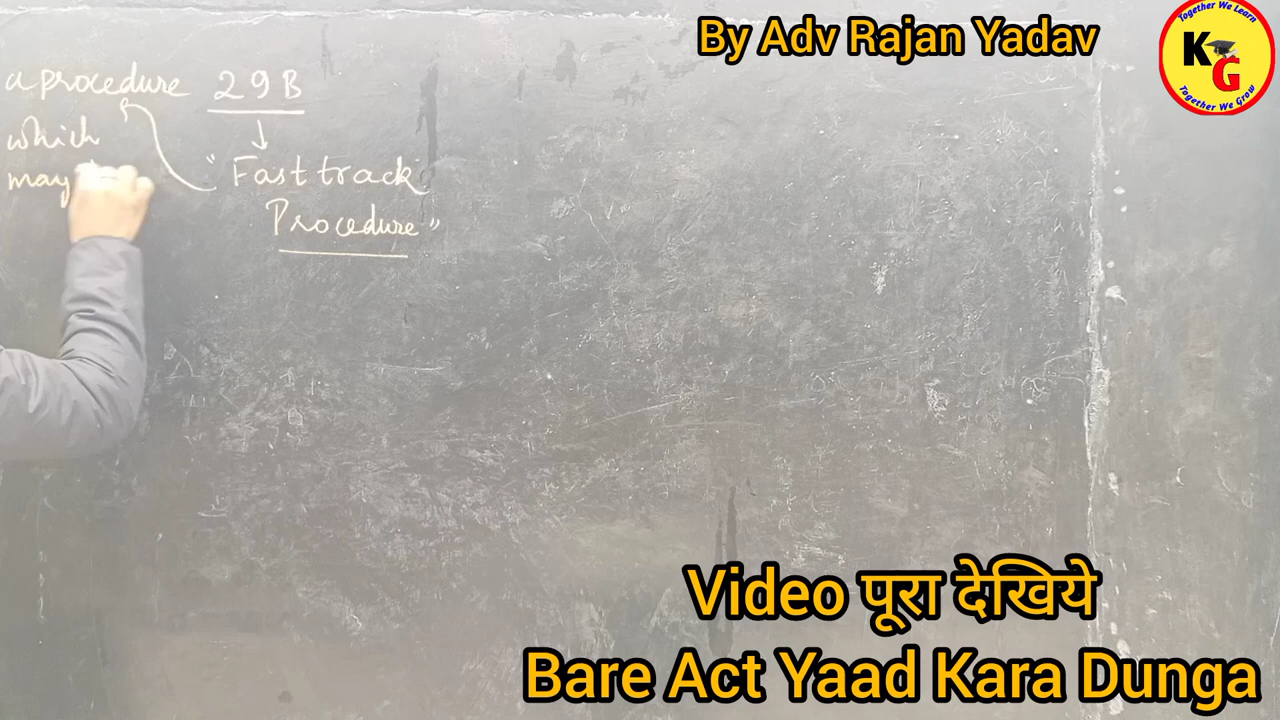 By Adv Rajan Yadav
Together We Learn
KG
Together We Grow
a procedure
which
may
29B
↓
"Fast track
Procedure"
Video पूरा देखिये
Bare Act Yaad Kara Dunga